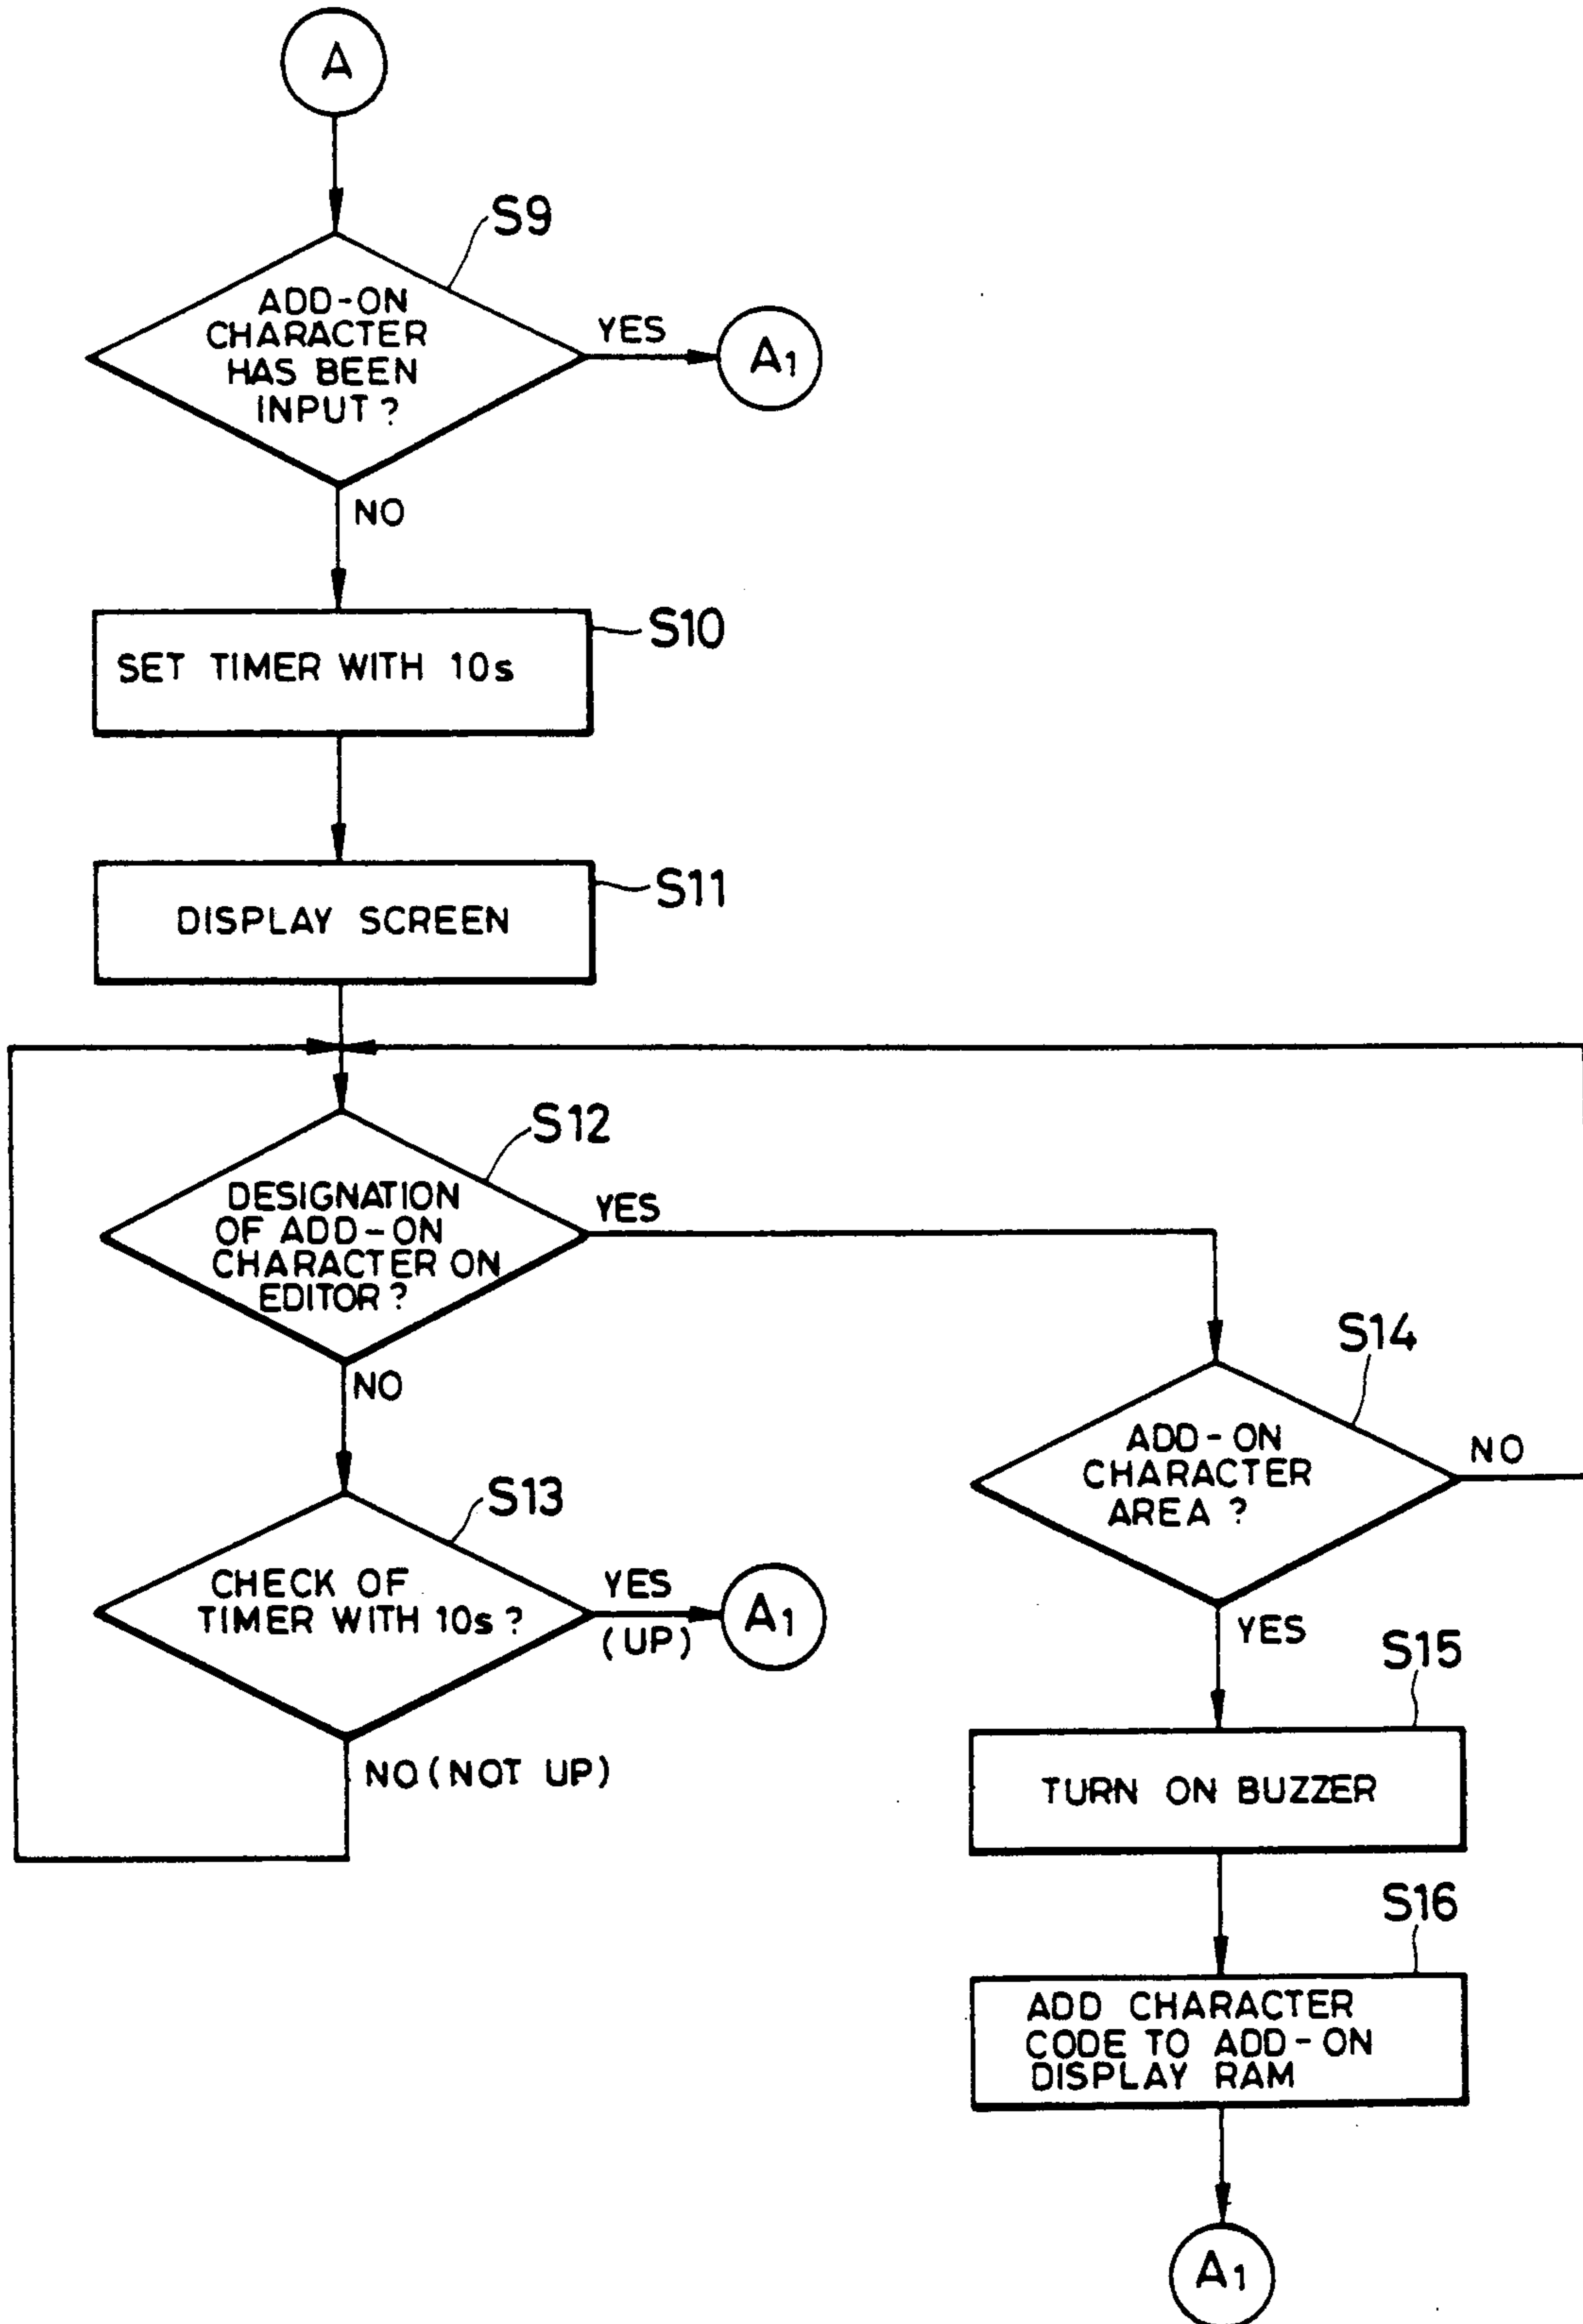 A
S9
ADD-ON
CHARACTER
HAS BEEN
INPUT?
YES
A1
NO
S10
SET TIMER WITH 10s
S11
DISPLAY SCREEN
S12
DESIGNATION
OF ADD-ON
CHARACTER ON
EDITOR?
YES
NO
S13
CHECK OF
TIMER WITH 10s?
YES
(UP)
A1
NO (NOT UP)
S14
ADD-ON
CHARACTER
AREA?
NO
YES
S15
TURN ON BUZZER
S16
ADD CHARACTER
CODE TO ADD-ON
DISPLAY RAM
A1